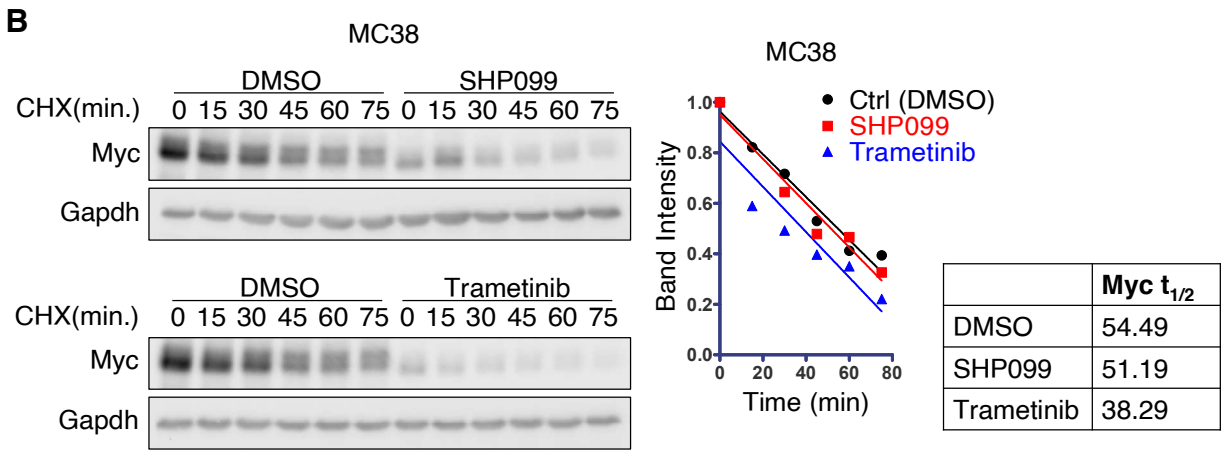 B
MC38
DMSO SHP099
CHX(min.) 0 15 30 45 60 75 0 15 30 45 60 75
Myc
Gapdh
DMSO Trametinib
CHX(min.) 0 15 30 45 60 75 0 15 30 45 60 75
Myc
Gapdh
MC38
Ctrl (DMSO)
SHP099
Trametinib
Band Intensity
1.0
0.8
0.6
0.4
0.2
0.0
0 20 40 60 80
Time (min)
Myc t1/2
DMSO 54.49
SHP099 51.19
Trametinib 38.29